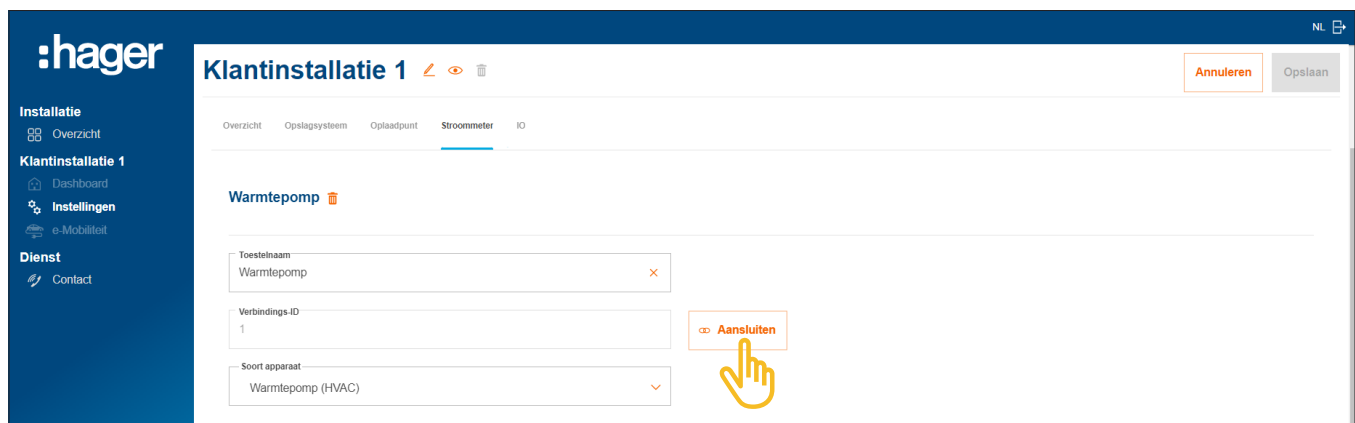 NL
:hager
Klantinstallatie 1
Annuleren
Opslaan
Installatie
Overzicht
Klantinstallatie 1
Dashboard
Instellingen
e-Mobiliteit
Dienst
Contact
Overzicht Opslagsysteem Oplaadpunt Stroommeter IO
Warmtepomp
Toestelnaam
Warmtepomp
Verbindings-ID
1
Aansluiten
Soort apparaat
Warmtepomp (HVAC)